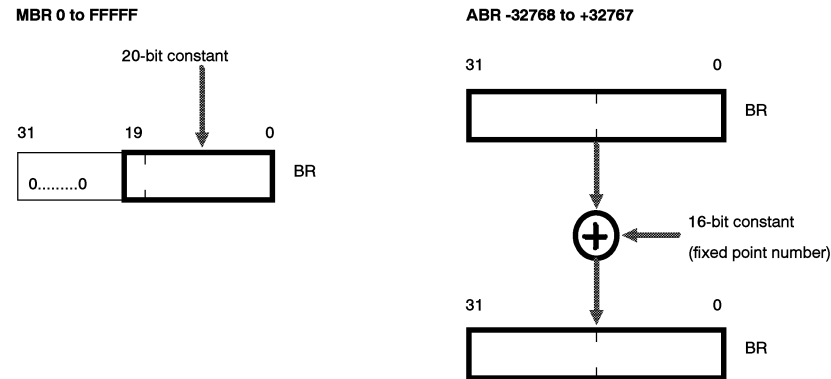 MBR 0 to FFFFF
20-bit constant
31 19 0
0.........0
BR
ABR -32768 to +32767
31 0
BR
16-bit constant
(fixed point number)
31 0
BR